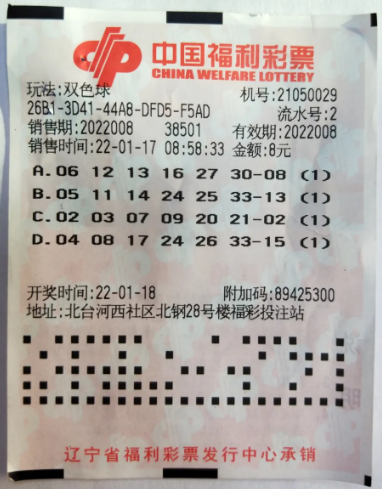 中国福利彩票
CHINA WELFARE LOTTERY
玩法:双色球 机号:21050029
26B1-3D41-44A8-DFD5-F5AD 流水号:2
销售期:2022008 38501 有效期:2022008
销售时间:22-01-17 08:58:33 金额:8元
A.06 12 13 16 27 30-08 (1)
B.05 11 14 24 25 33-13 (1)
C.02 03 07 09 20 21-02 (1)
D.04 08 17 24 26 33-15 (1)
开奖时间:22-01-18 附加码:89425300
地址:北台河西社区北钢28号楼福彩投注站
辽宁省福利彩票发行中心承销